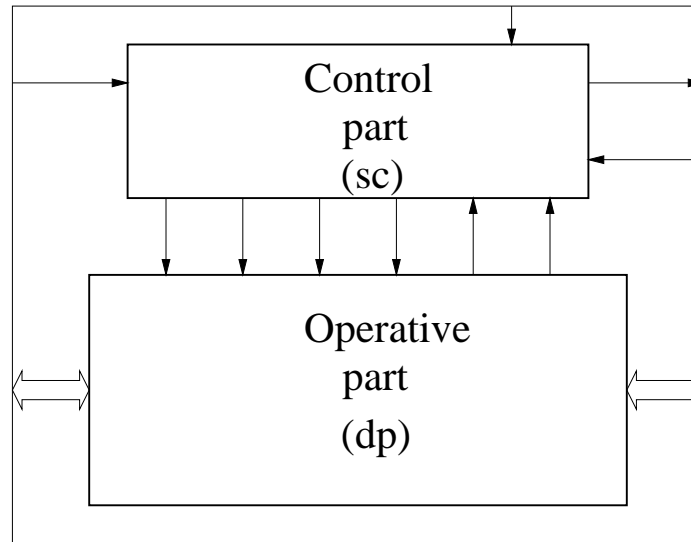 Control
part
(sc)
Operative
part
(dp)